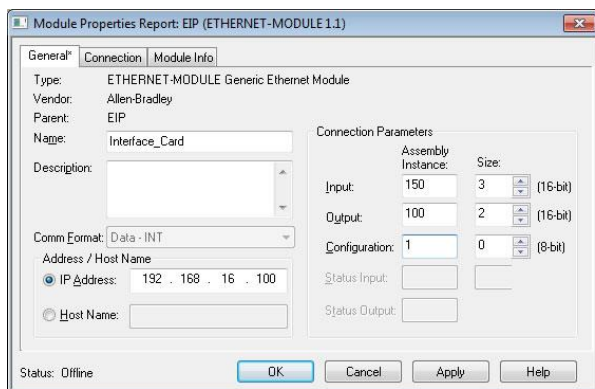 Module Properties Report: EIP (ETHERNET-MODULE 1.1)
General* Connection Module Info
Type: ETHERNET-MODULE Generic Ethernet Module
Vendor: Allen-Bradley
Parent: EIP
Name: Interface_Card
Description:
Comm Format: Data - INT
Address / Host Name
IP Address: 192 . 168 . 16 . 100
Host Name:
Connection Parameters
Assembly Instance: Size:
Input: 150 3 (16-bit)
Output: 100 2 (16-bit)
Configuration: 1 0 (8-bit)
Status Input:
Status Output:
Status: Offline
OK Cancel Apply Help